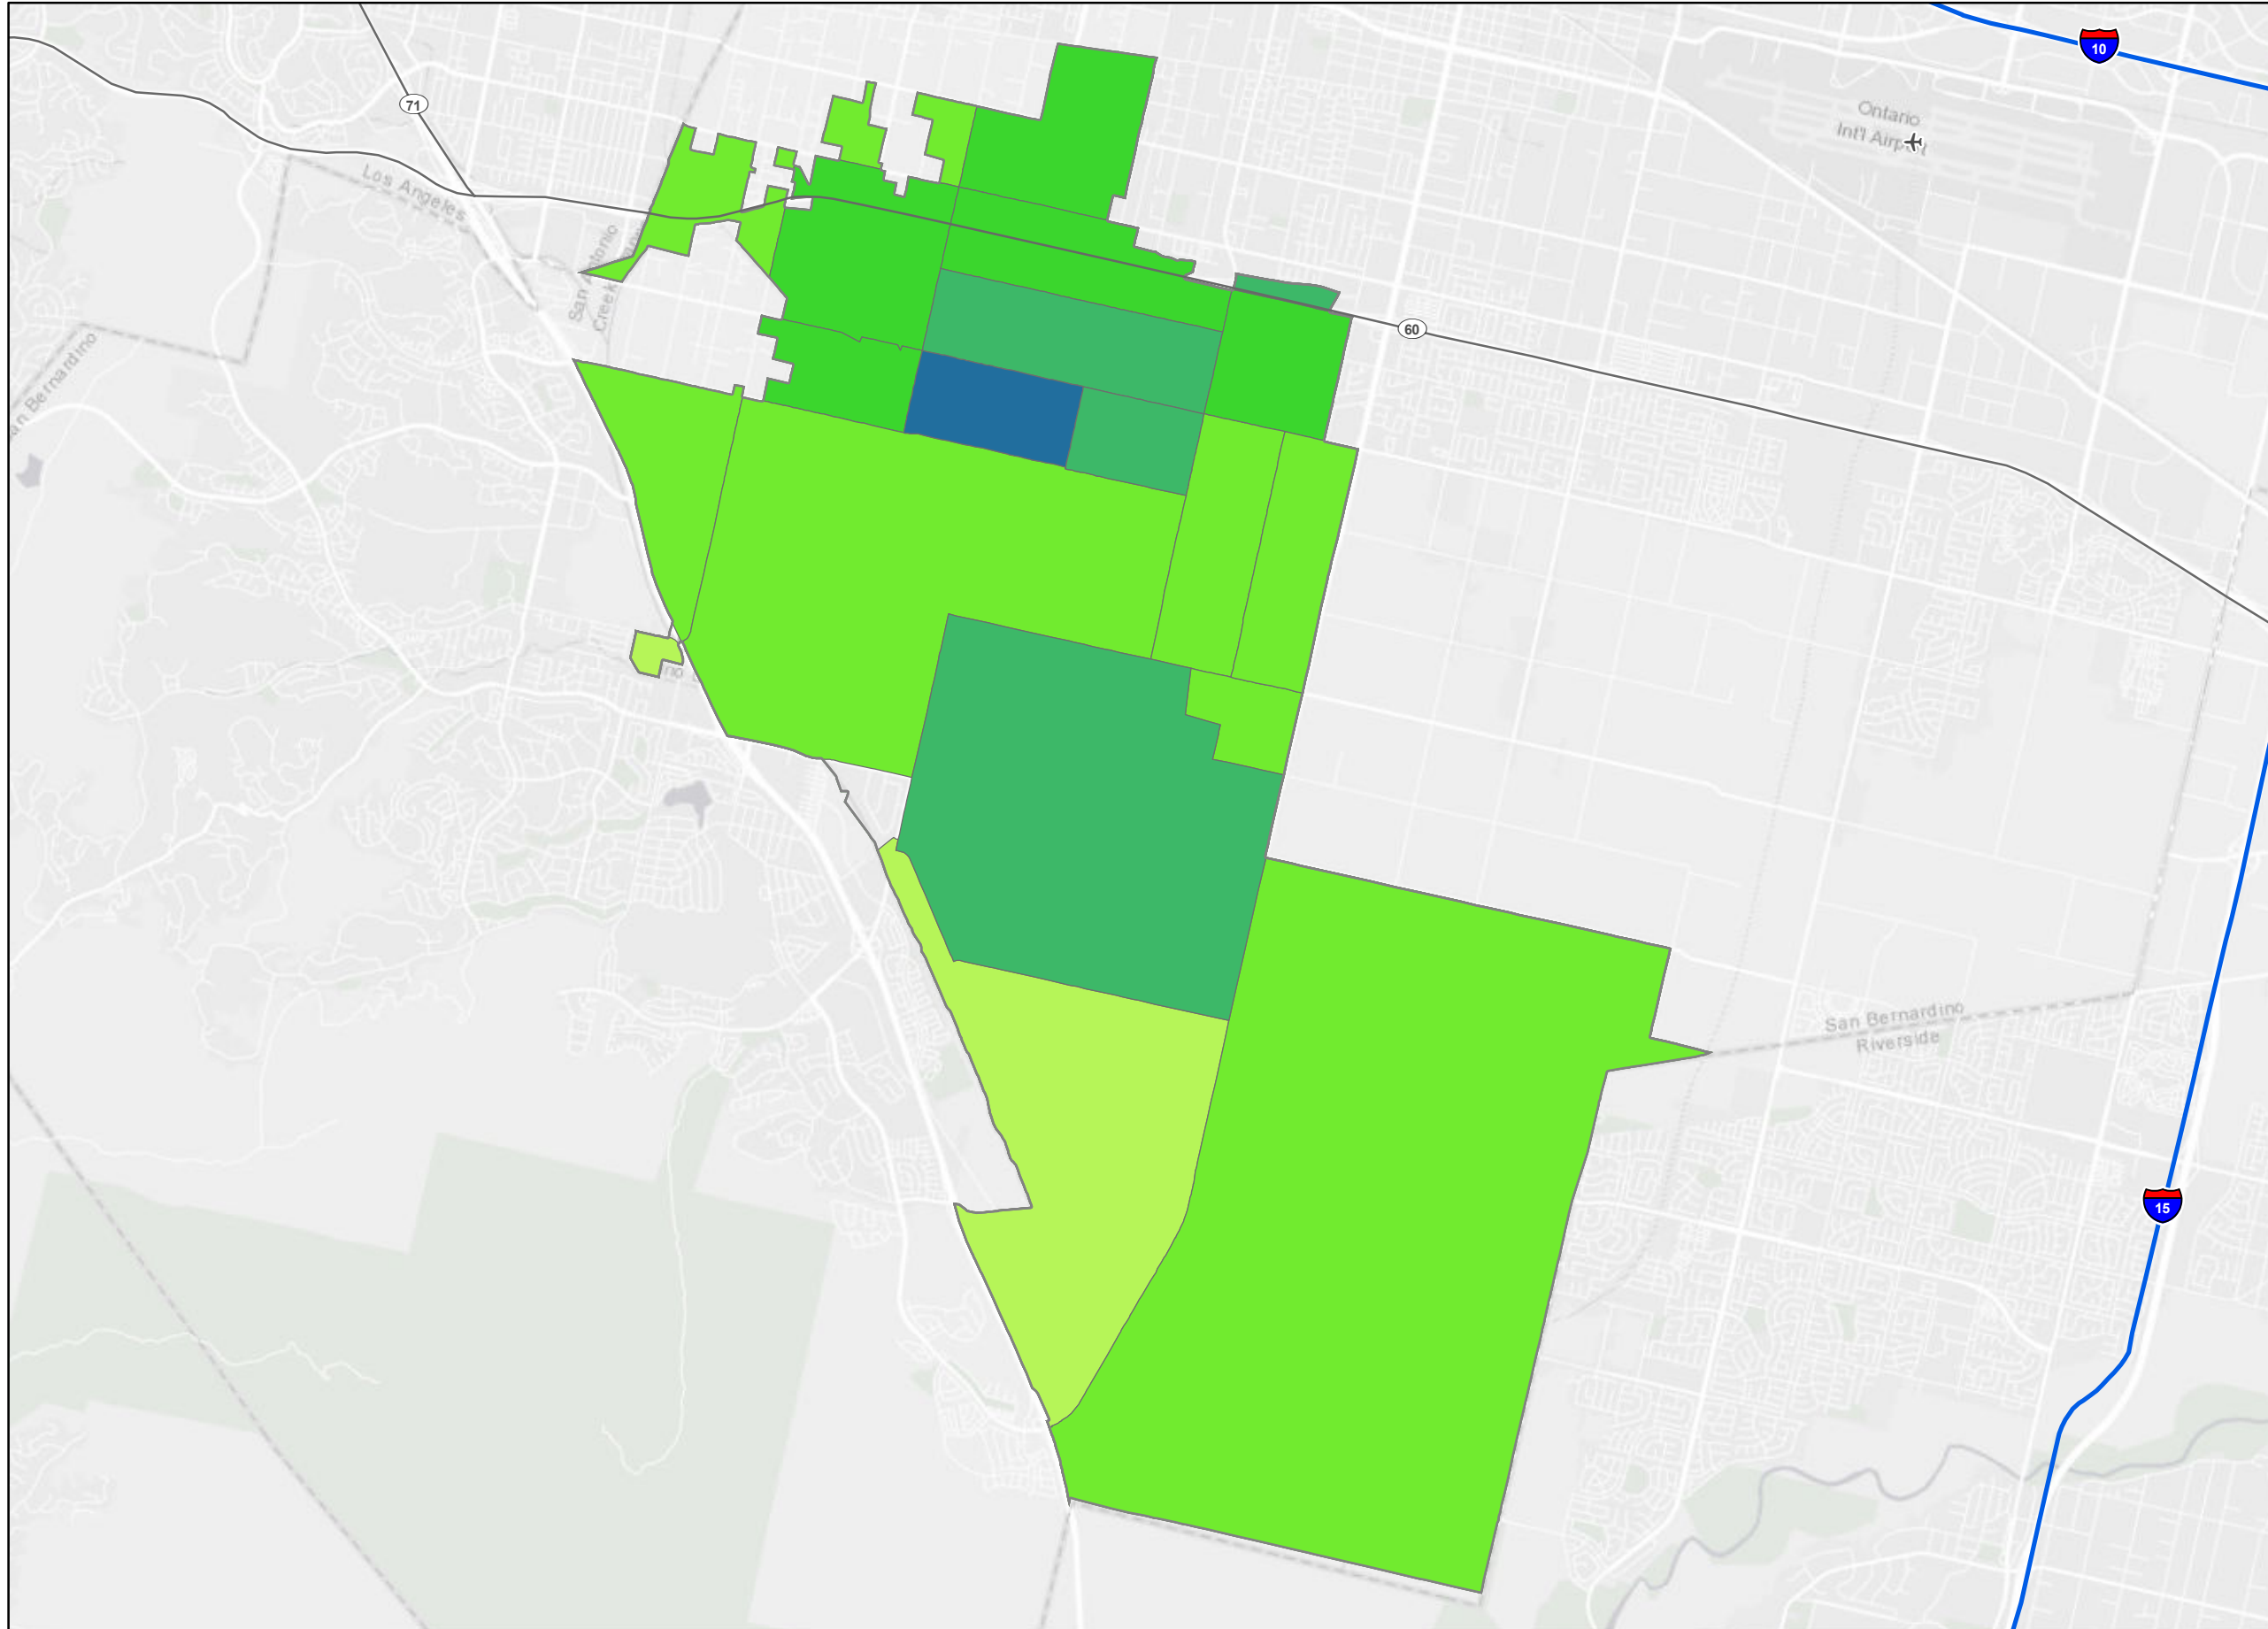 10
71
Ontario
Int'l Airport
Los Angeles
San Antonio
Creek
60
San Bernardino
San Bernardino
Riverside
15